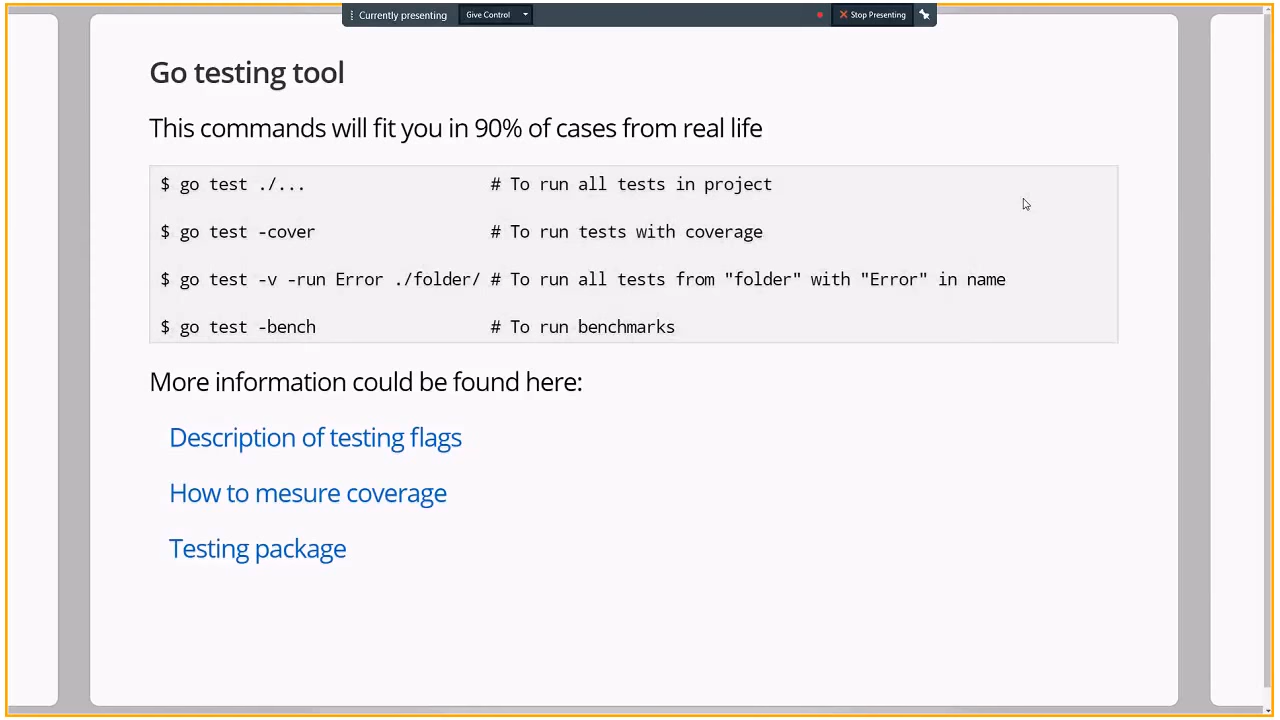 Currently presenting Give Control Stop Presenting
Go testing tool
This commands will fit you in 90% of cases from real life
$ go test ./... # To run all tests in project
$ go test -cover # To run tests with coverage
$ go test -v -run Error ./folder/ # To run all tests from "folder" with "Error" in name
$ go test -bench # To run benchmarks
More information could be found here:
Description of testing flags
How to mesure coverage
Testing package